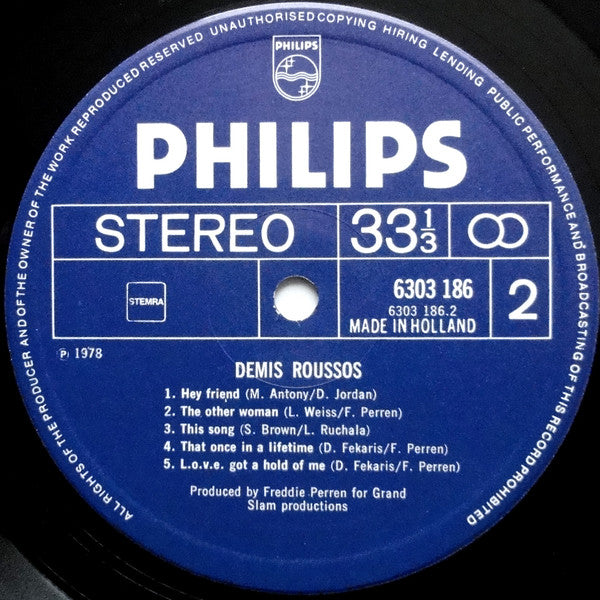 ALL RIGHTS OF THE PRODUCER AND OF THE OWNER OF THE WORK REPRODUCED RESERVED UNAUTHORISED COPYING HIRING LENDING PUBLIC PERFORMANCE AND BROADCASTING OF THIS RECORD PROHIBITED
PHILIPS
PHILIPS
STEREO 33⅓
STEMRA
6303 186
6303 186.2
MADE IN HOLLAND
2
Ⓟ 1978
DEMIS ROUSSOS
1. Hey friend (M. Antony/D. Jordan)
2. The other woman (L. Weiss/F. Perren)
3. This song (S. Brown/L. Ruchala)
4. That once in a lifetime (D. Fekaris/F. Perren)
5. L.o.v.e. got a hold of me (D. Fekaris/F. Perren)
Produced by Freddie Perren for Grand
Slam productions